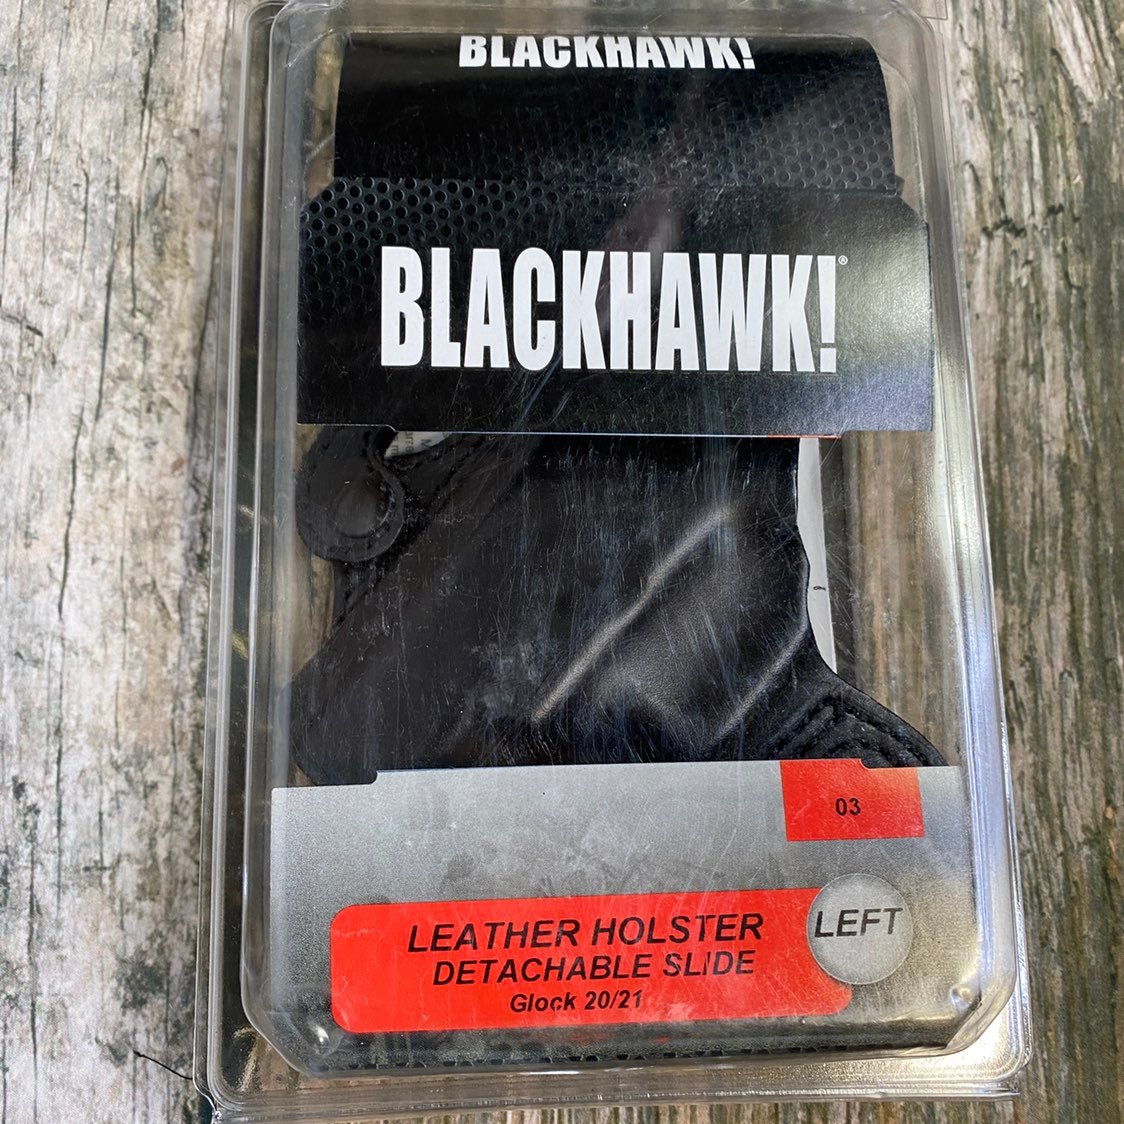 BLACKHAWK!
BLACKHAWK!®
03
LEATHER HOLSTER
DETACHABLE SLIDE
Glock 20/21
LEFT